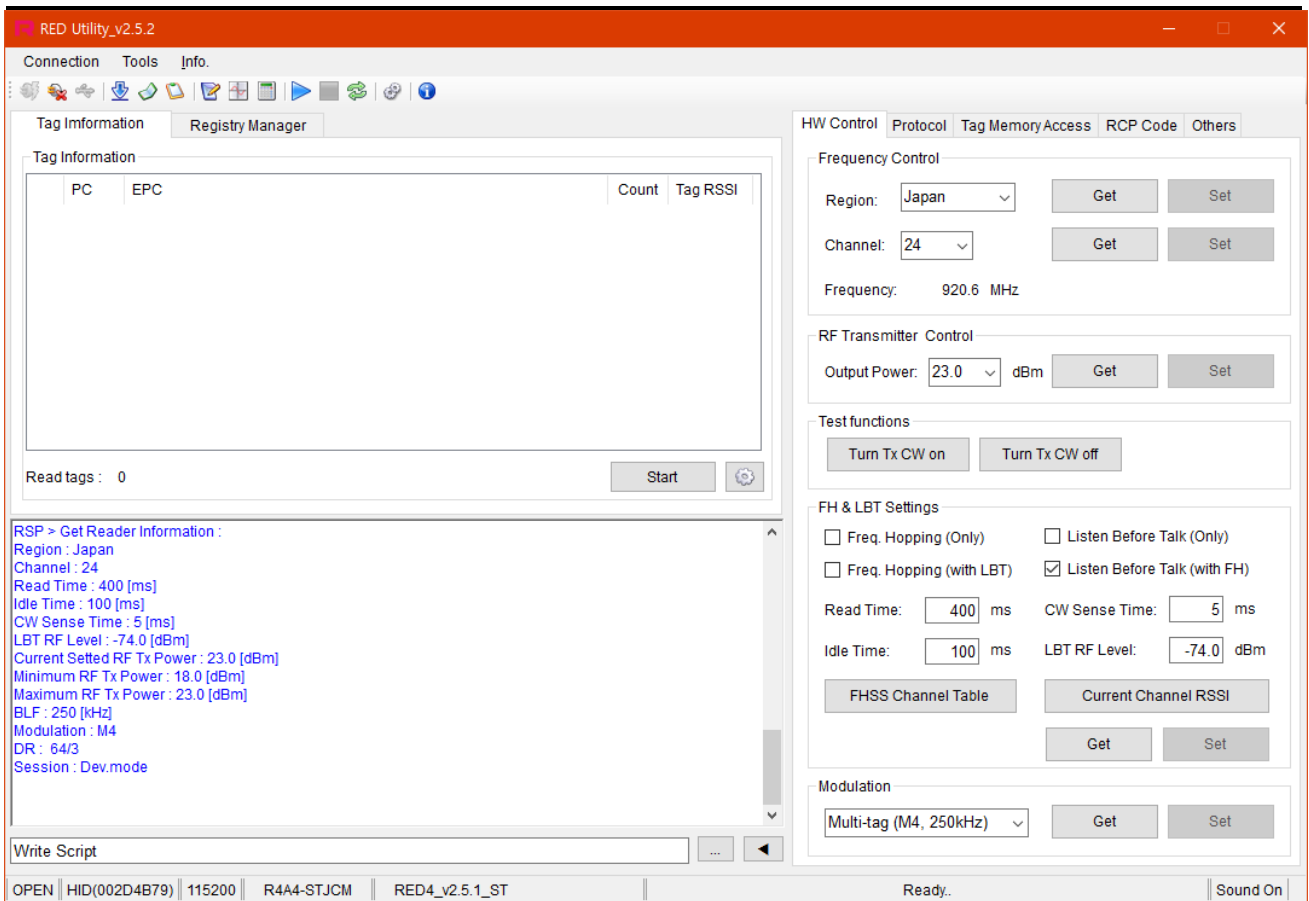 RED Utility_v2.5.2
Connection Tools Info.
Tag Imformation Registry Manager
Tag Information
PC EPC Count Tag RSSI
Read tags : 0 Start
RSP > Get Reader Information :
Region : Japan
Channel : 24
Read Time : 400 [ms]
Idle Time : 100 [ms]
CW Sense Time : 5 [ms]
LBT RF Level : -74.0 [dBm]
Current Setted RF Tx Power : 23.0 [dBm]
Minimum RF Tx Power : 18.0 [dBm]
Maximum RF Tx Power : 23.0 [dBm]
BLF : 250 [kHz]
Modulation : M4
DR : 64/3
Session : Dev.mode
Write Script ...
HW Control Protocol Tag Memory Access RCP Code Others
Frequency Control
Region: Japan Get Set
Channel: 24 Get Set
Frequency: 920.6 MHz
RF Transmitter Control
Output Power: 23.0 dBm Get Set
Test functions
Turn Tx CW on Turn Tx CW off
FH & LBT Settings
Freq. Hopping (Only) Listen Before Talk (Only)
Freq. Hopping (with LBT) Listen Before Talk (with FH)
Read Time: 400 ms CW Sense Time: 5 ms
Idle Time: 100 ms LBT RF Level: -74.0 dBm
FHSS Channel Table Current Channel RSSI
Get Set
Modulation
Multi-tag (M4, 250kHz) Get Set
OPEN HID(002D4B79) 115200 R4A4-STJCM RED4_v2.5.1_ST Ready.. Sound On